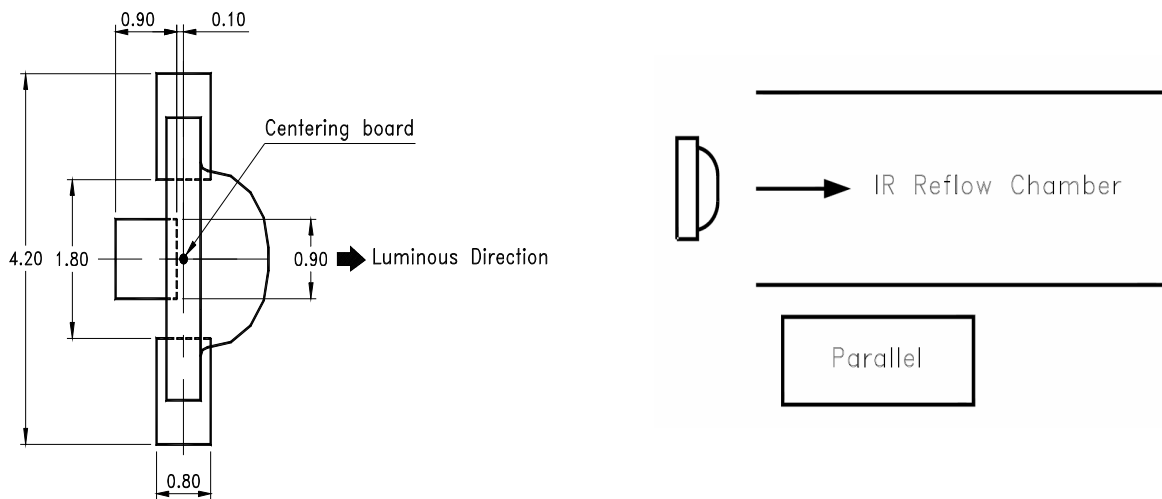 0.90
0.10
Centering board
4.20
1.80
0.90
Luminous Direction
0.80
IR Reflow Chamber
Parallel